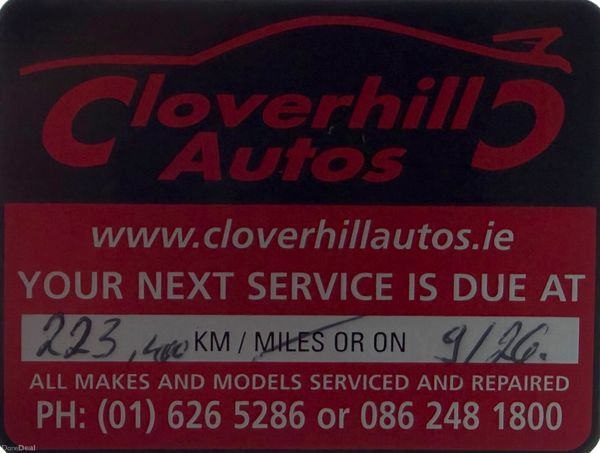 Cloverhill
Autos
www.cloverhillautos.ie
YOUR NEXT SERVICE IS DUE AT
223,400 KM / MILES OR ON 9/26.
ALL MAKES AND MODELS SERVICED AND REPAIRED
PH: (01) 626 5286 or 086 248 1800
DoneDeal